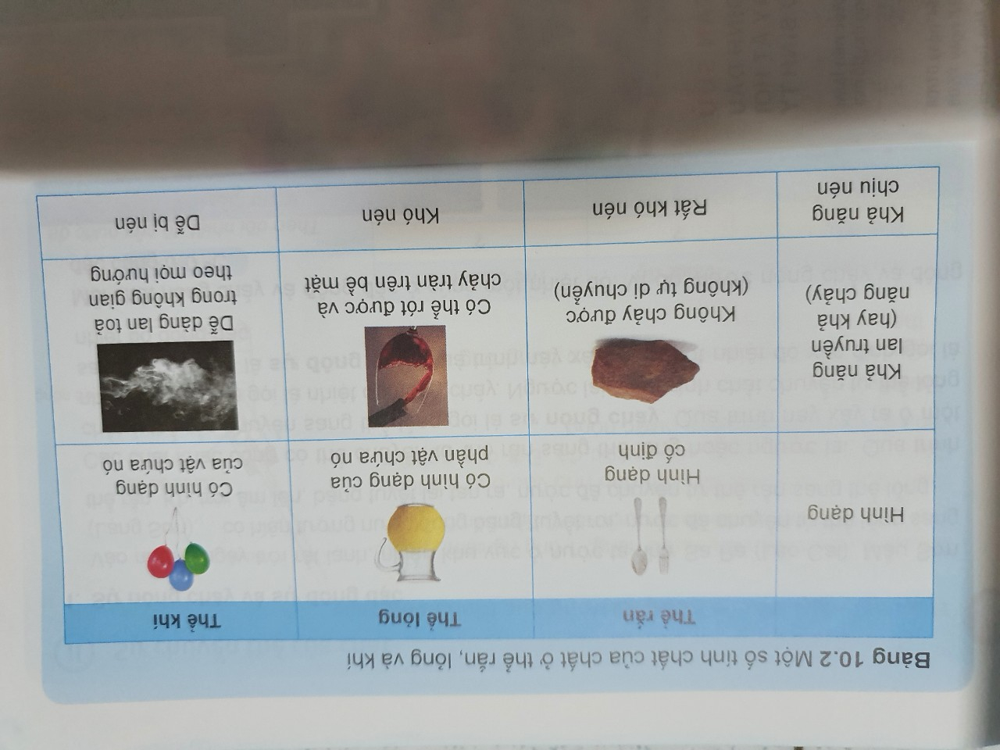 Bảng 10.2 Một số tính chất của chất ở thể rắn, lỏng và khí
Thể rắn
Thể lỏng
Thể khí
Hình dạng
Hình dạng
cố định
Có hình dạng của
phần vật chứa nó
Có hình dạng
của vật chứa nó
Khả năng
lan truyền
(hay khả
năng chảy)
Không chảy được
(không tự di chuyển)
Có thể rót được và
chảy tràn trên bề mặt
Dễ dàng lan toả
trong không gian
theo mọi hướng
Khả năng
chịu nén
Rất khó nén
Khó nén
Dễ bị nén